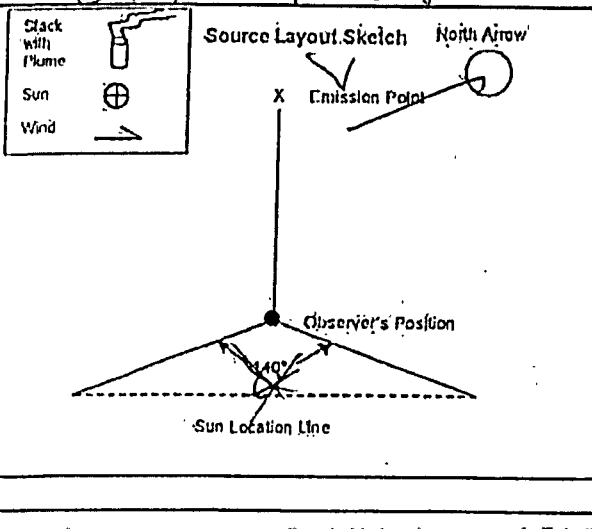 Stack
with
Plume
Sun
Wind
Source Layout Sketch
North Arrow
X Emission Point
Observer's Position
140°
Sun Location Line